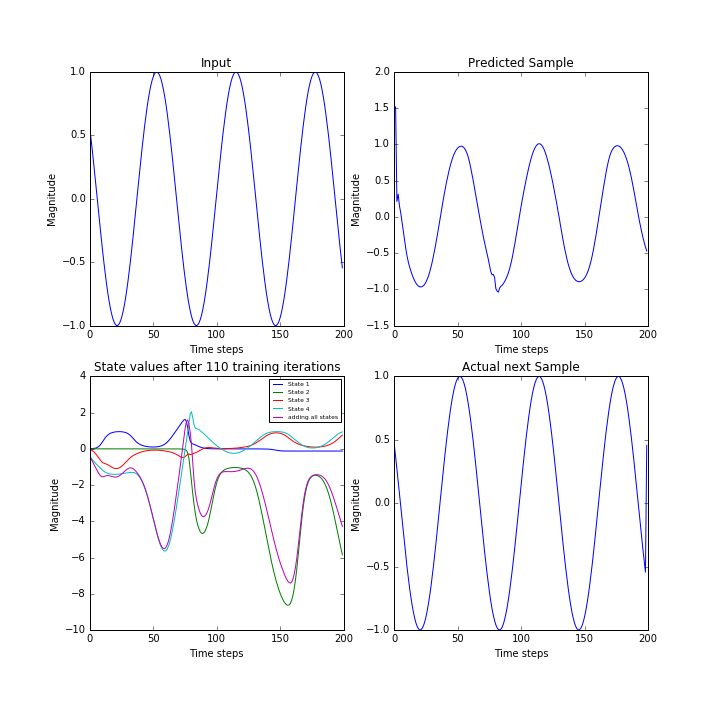 Input
1.0
0.5
0.0
−0.5
−1.0
Magnitude
0 50 100 150 200
Time steps
Predicted Sample
2.0
1.5
1.0
0.5
0.0
−0.5
−1.0
−1.5
Magnitude
0 50 100 150 200
Time steps
State values after 110 training iterations
4
2
0
−2
−4
−6
−8
−10
Magnitude
State 1
State 2
State 3
State 4
adding all states
0 50 100 150 200
Time steps
Actual next Sample
1.0
0.5
0.0
−0.5
−1.0
Magnitude
0 50 100 150 200
Time steps